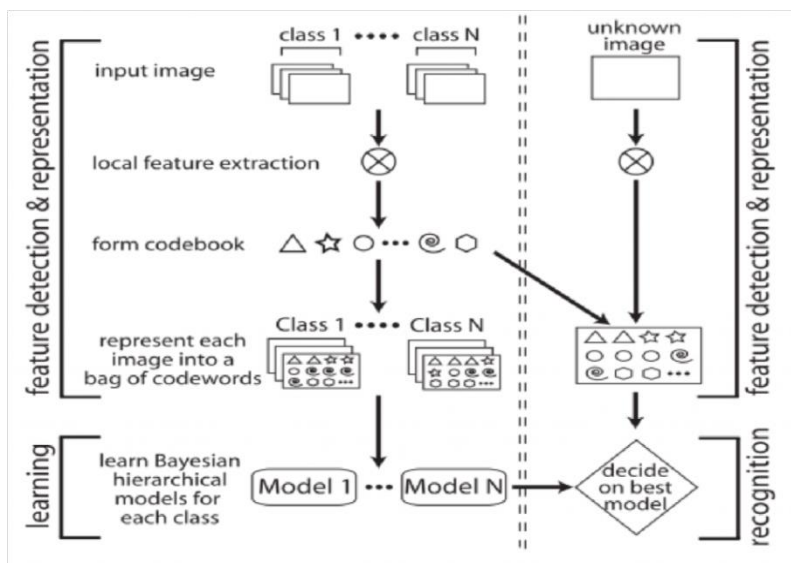 class 1 •••• class N
input image
local feature extraction
form codebook
Class 1 ••••• Class N
represent each
image into a
bag of codewords
learn Bayesian
hierarchical
models for
each class
Model 1 •••• Model N
feature detection & representation
learning
unknown
image
decide
on best
model
feature detection & representation
recognition